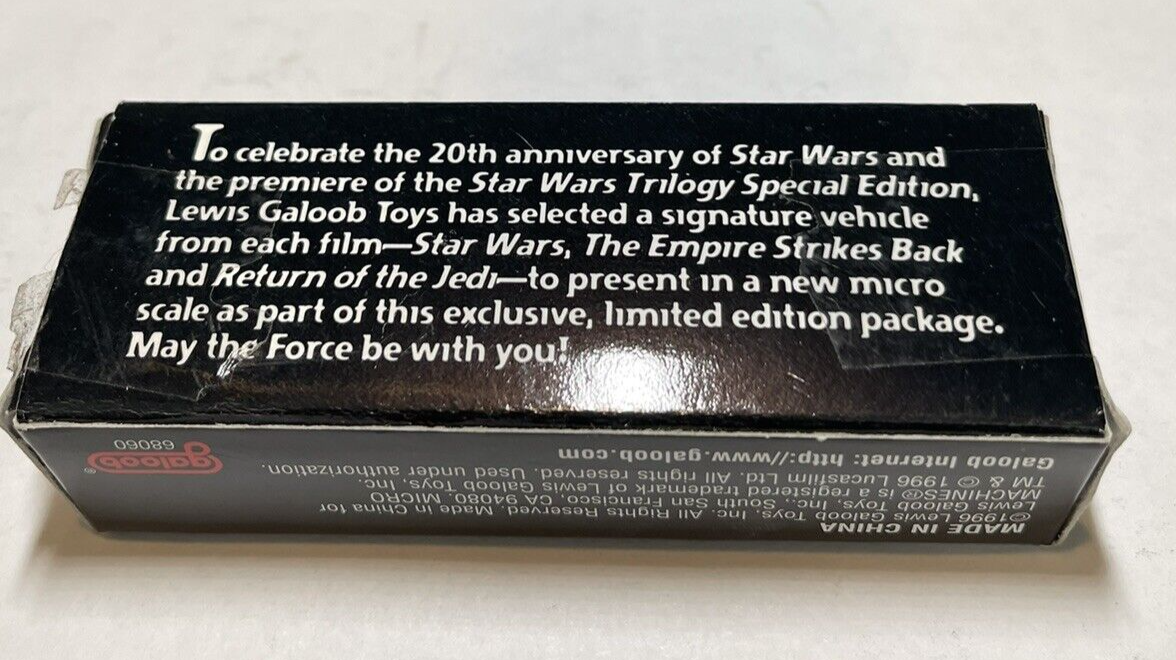 To celebrate the 20th anniversary of Star Wars and
the premiere of the Star Wars Trilogy Special Edition,
Lewis Galoob Toys has selected a signature vehicle
from each film—Star Wars, The Empire Strikes Back
and Return of the Jedi—to present in a new micro
scale as part of this exclusive, limited edition package.
May the Force be with you!
MADE IN CHINA
©1996 Lewis Galoob Toys, Inc. All Rights Reserved. Made in China for
Lewis Galoob Toys, Inc., South San Francisco, CA 94080. MICRO
MACHINES® is a registered trademark of Lewis Galoob Toys, Inc.
TM & © 1996 Lucasfilm Ltd. All rights reserved. Used under authorization.
Galoob Internet: http://www.galoob.com
galoob®
68060